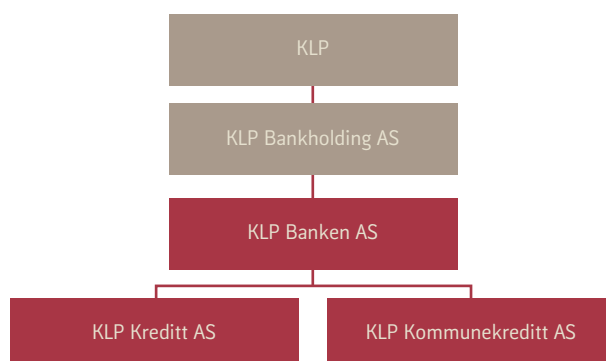 KLP
KLP Bankholding AS
KLP Banken AS
KLP Kreditt AS
KLP Kommunekreditt AS